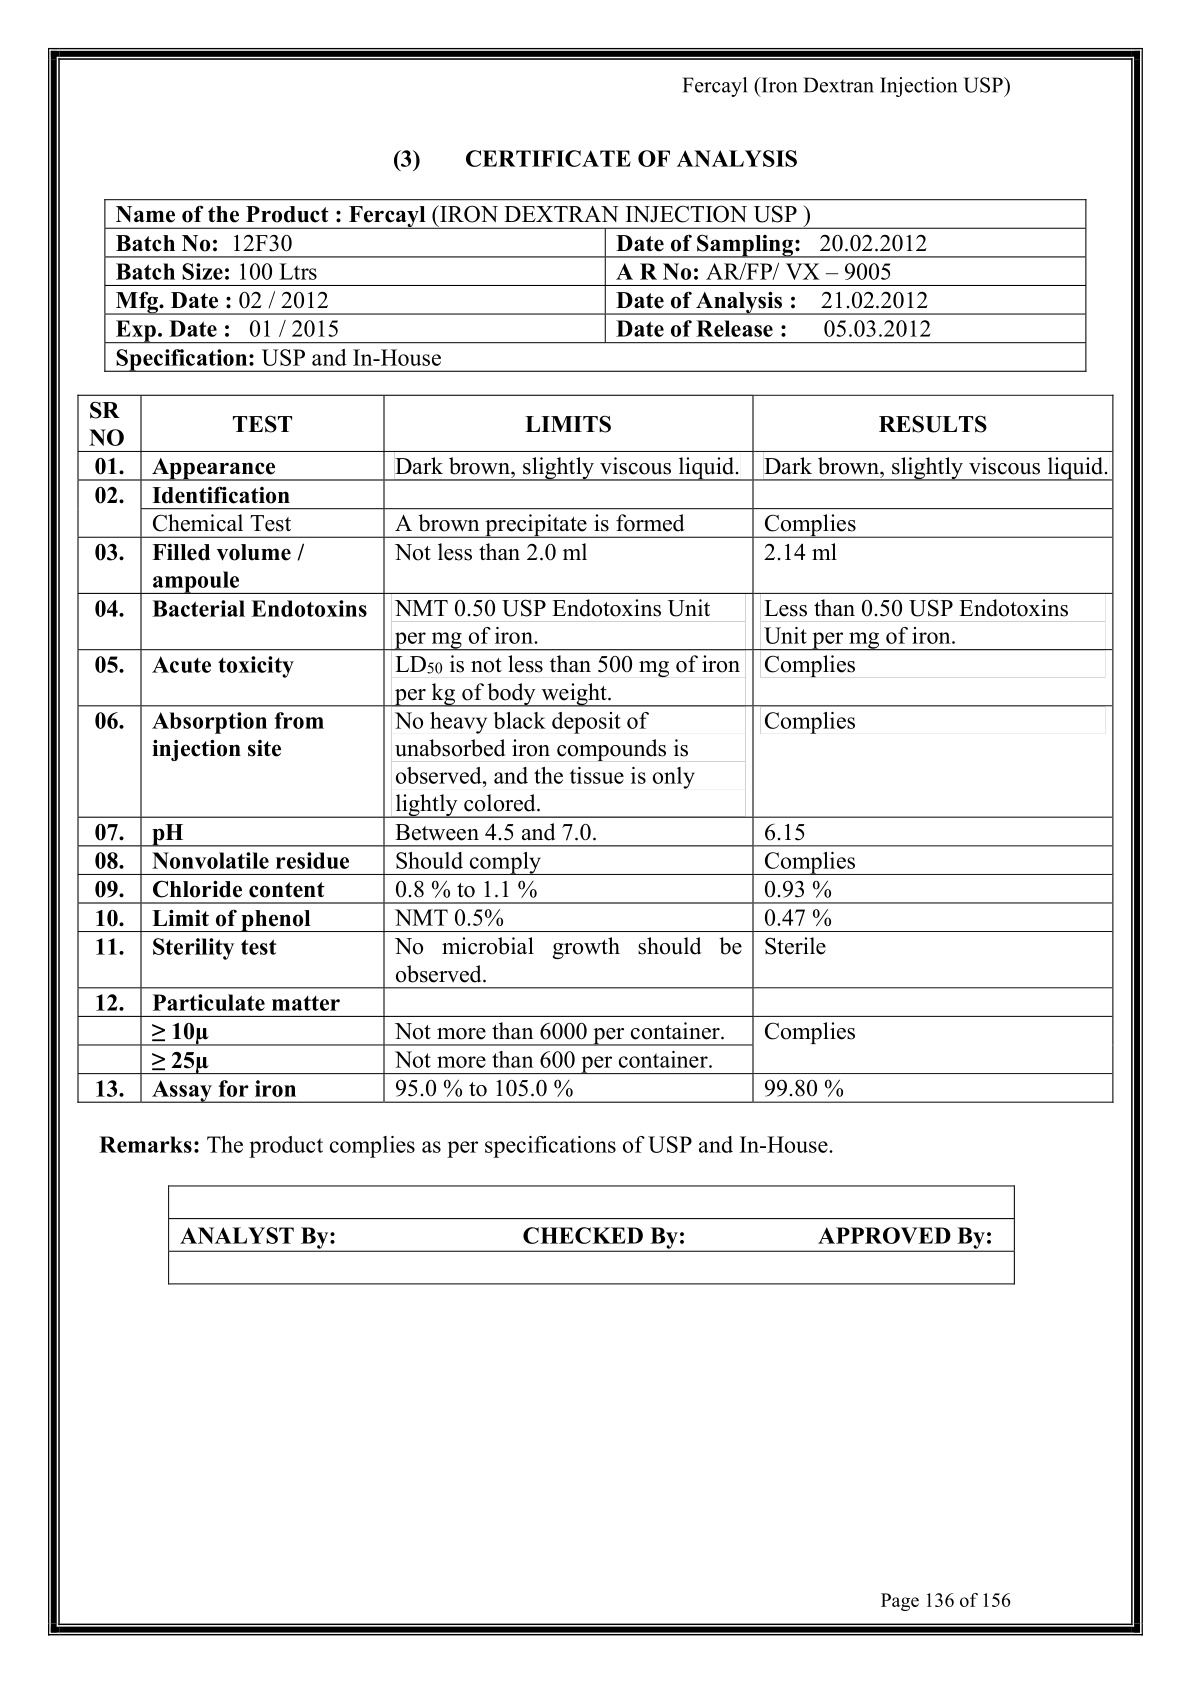 Fercayl (Iron Dextran Injection USP)
(3) CERTIFICATE OF ANALYSIS
Name of the Product : Fercayl (IRON DEXTRAN INJECTION USP )
Batch No: 12F30 Date of Sampling: 20.02.2012
Batch Size: 100 Ltrs A R No: AR/FP/ VX – 9005
Mfg. Date : 02 / 2012 Date of Analysis : 21.02.2012
Exp. Date : 01 / 2015 Date of Release : 05.03.2012
Specification: USP and In-House
SR
NO TEST LIMITS RESULTS
01. Appearance Dark brown, slightly viscous liquid. Dark brown, slightly viscous liquid.
02. Identification
Chemical Test A brown precipitate is formed Complies
03. Filled volume / Not less than 2.0 ml 2.14 ml
ampoule
04. Bacterial Endotoxins NMT 0.50 USP Endotoxins Unit Less than 0.50 USP Endotoxins
per mg of iron. Unit per mg of iron.
05. Acute toxicity LD50 is not less than 500 mg of iron Complies
per kg of body weight.
06. Absorption from No heavy black deposit of Complies
injection site unabsorbed iron compounds is
observed, and the tissue is only
lightly colored.
07. pH Between 4.5 and 7.0. 6.15
08. Nonvolatile residue Should comply Complies
09. Chloride content 0.8 % to 1.1 % 0.93 %
10. Limit of phenol NMT 0.5% 0.47 %
11. Sterility test No microbial growth should be Sterile
observed.
12. Particulate matter
≥ 10µ Not more than 6000 per container. Complies
≥ 25µ Not more than 600 per container.
13. Assay for iron 95.0 % to 105.0 % 99.80 %
Remarks: The product complies as per specifications of USP and In-House.
ANALYST By: CHECKED By: APPROVED By:
Page 136 of 156